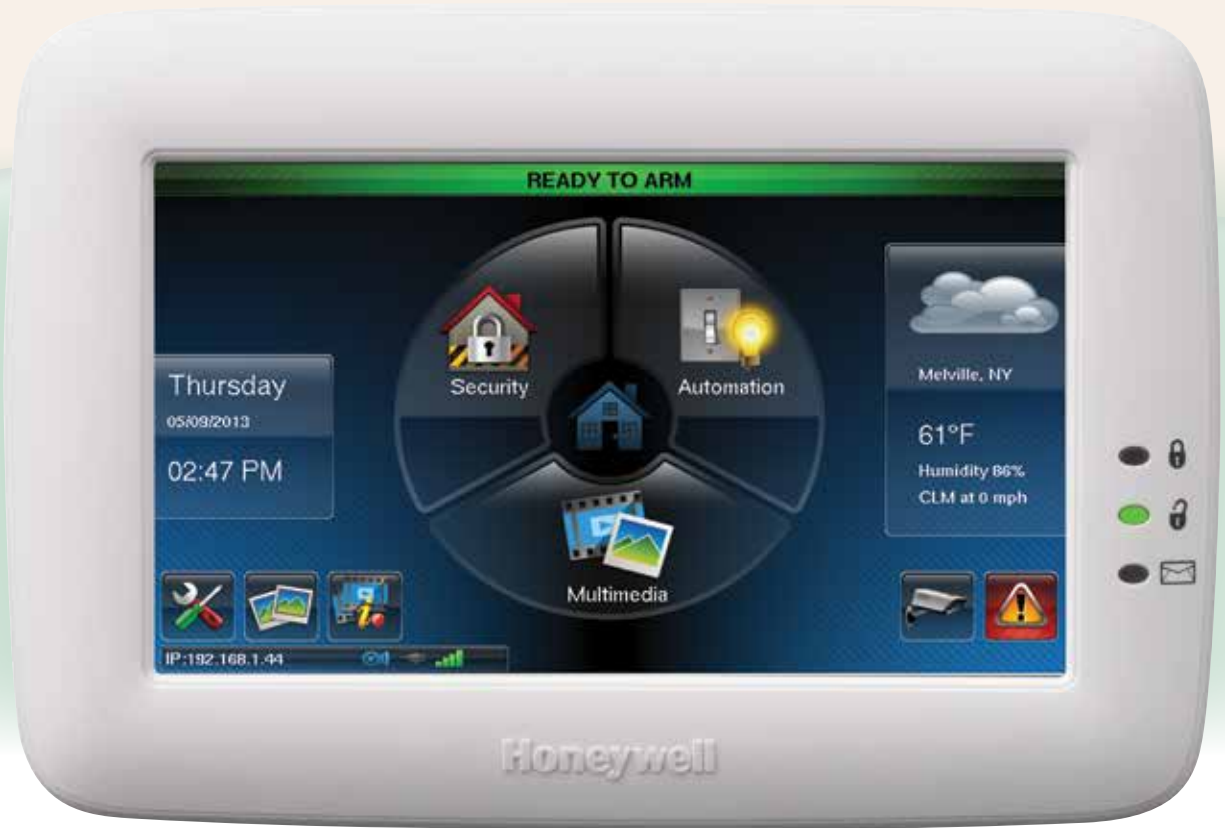 READY TO ARM
Security
Automation
Thursday
05/09/2013
02:47 PM
Melville, NY
61°F
Humidity 86%
CLM at 0 mph
Multimedia
IP:192.168.1.44
Honeywell